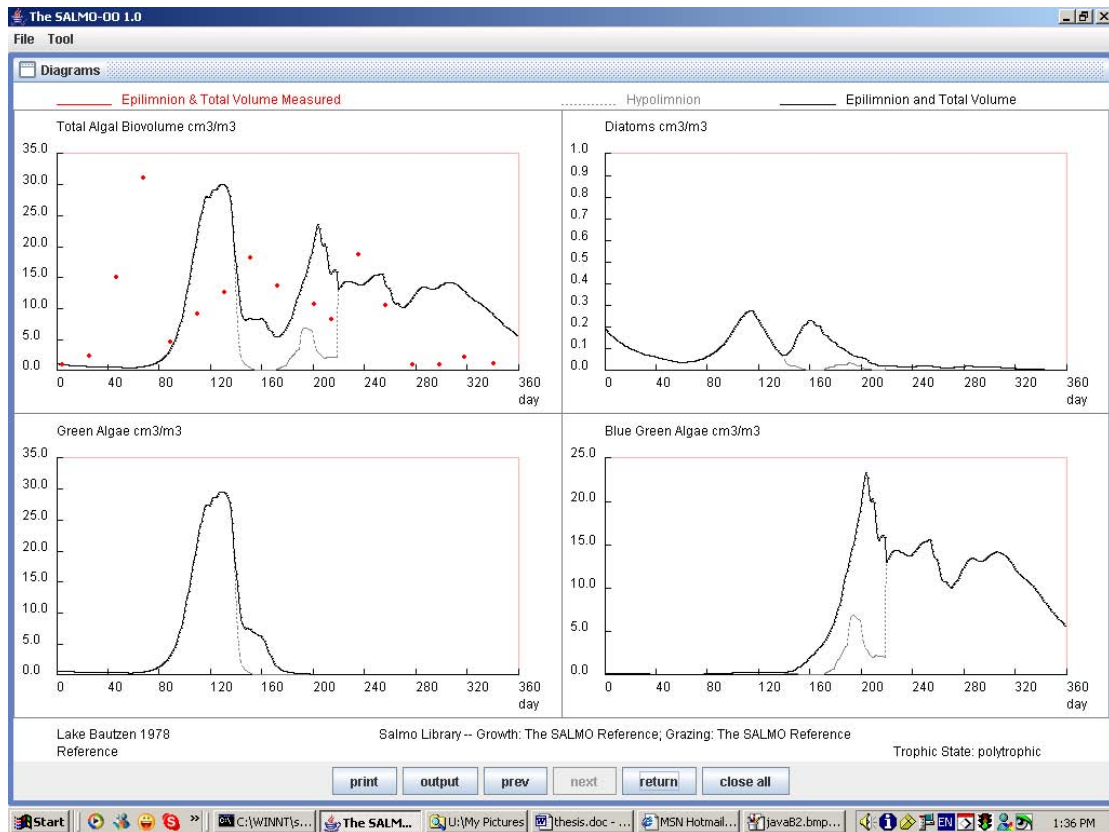 The SALMO-OO 1.0
File Tool
Diagrams
Epilimnion & Total Volume Measured Hypolimnion Epilimnion and Total Volume
Total Algal Biovolume cm3/m3
35.0
30.0
25.0
20.0
15.0
10.0
5.0
0.0
0 40 80 120 160 200 240 280 320 360
day
Diatoms cm3/m3
1.0
0.9
0.8
0.7
0.6
0.5
0.4
0.3
0.2
0.1
0.0
0 40 80 120 160 200 240 280 320 360
day
Green Algae cm3/m3
35.0
30.0
25.0
20.0
15.0
10.0
5.0
0.0
0 40 80 120 160 200 240 280 320 360
day
Blue Green Algae cm3/m3
25.0
20.0
15.0
10.0
5.0
0.0
0 40 80 120 160 200 240 280 320 360
day
Lake Bautzen 1978 Salmo Library -- Growth: The SALMO Reference; Grazing: The SALMO Reference
Reference Trophic State: polytrophic
print output prev next return close all
Start » C:\WINNT\s... The SALM... U:\My Pictures thesis.doc - ... MSN Hotmail... javaB2.bmp... EN 1:36 PM